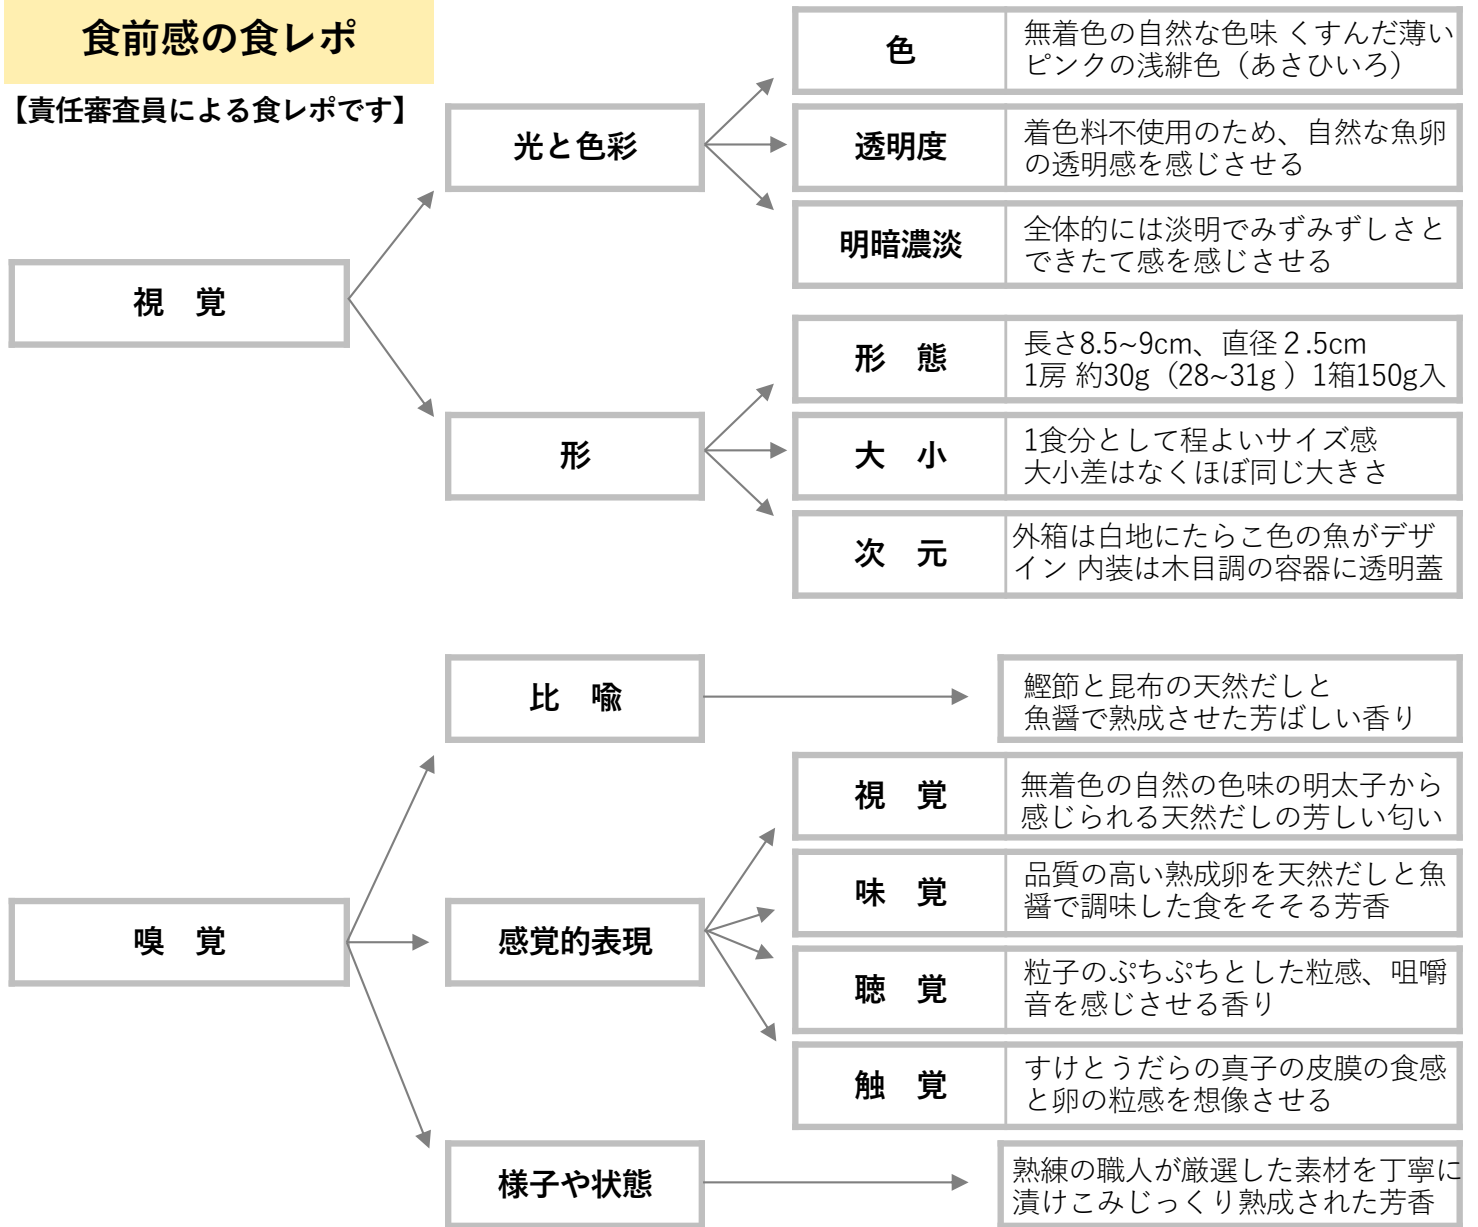 食前感の食レポ
【責任審査員による食レポです】
視　覚
光と色彩
色
無着色の自然な色味 くすんだ薄い
ピンクの浅緋色（あさひいろ）
透明度
着色料不使用のため、自然な魚卵
の透明感を感じさせる
明暗濃淡
全体的には淡明でみずみずしさと
できたて感を感じさせる
形
形　態
長さ8.5~9cm、直径２.5cm
1房 約30g（28~31g ）1箱150g入
大　小
1食分として程よいサイズ感
大小差はなくほぼ同じ大きさ
次　元
外箱は白地にたらこ色の魚がデザ
イン 内装は木目調の容器に透明蓋
嗅　覚
比　喩
鰹節と昆布の天然だしと
魚醤で熟成させた芳ばしい香り
感覚的表現
視　覚
無着色の自然の色味の明太子から
感じられる天然だしの芳しい匂い
味　覚
品質の高い熟成卵を天然だしと魚
醤で調味した食をそそる芳香
聴　覚
粒子のぷちぷちとした粒感、咀嚼
音を感じさせる香り
触　覚
すけとうだらの真子の皮膜の食感
と卵の粒感を想像させる
様子や状態
熟練の職人が厳選した素材を丁寧に
漬けこみじっくり熟成された芳香